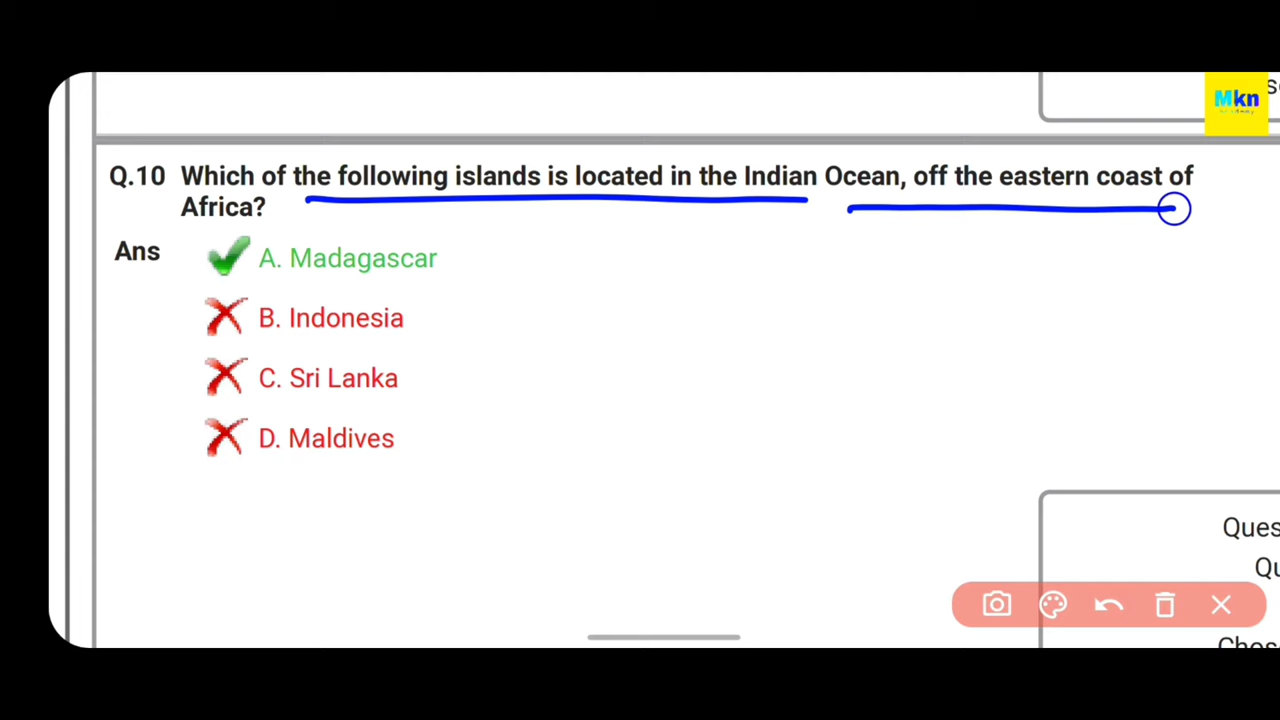 Mkn
Q.10 Which of the following islands is located in the Indian Ocean, off the eastern coast of
Africa?
Ans
A. Madagascar
B. Indonesia
C. Sri Lanka
D. Maldives
Ques
Qu